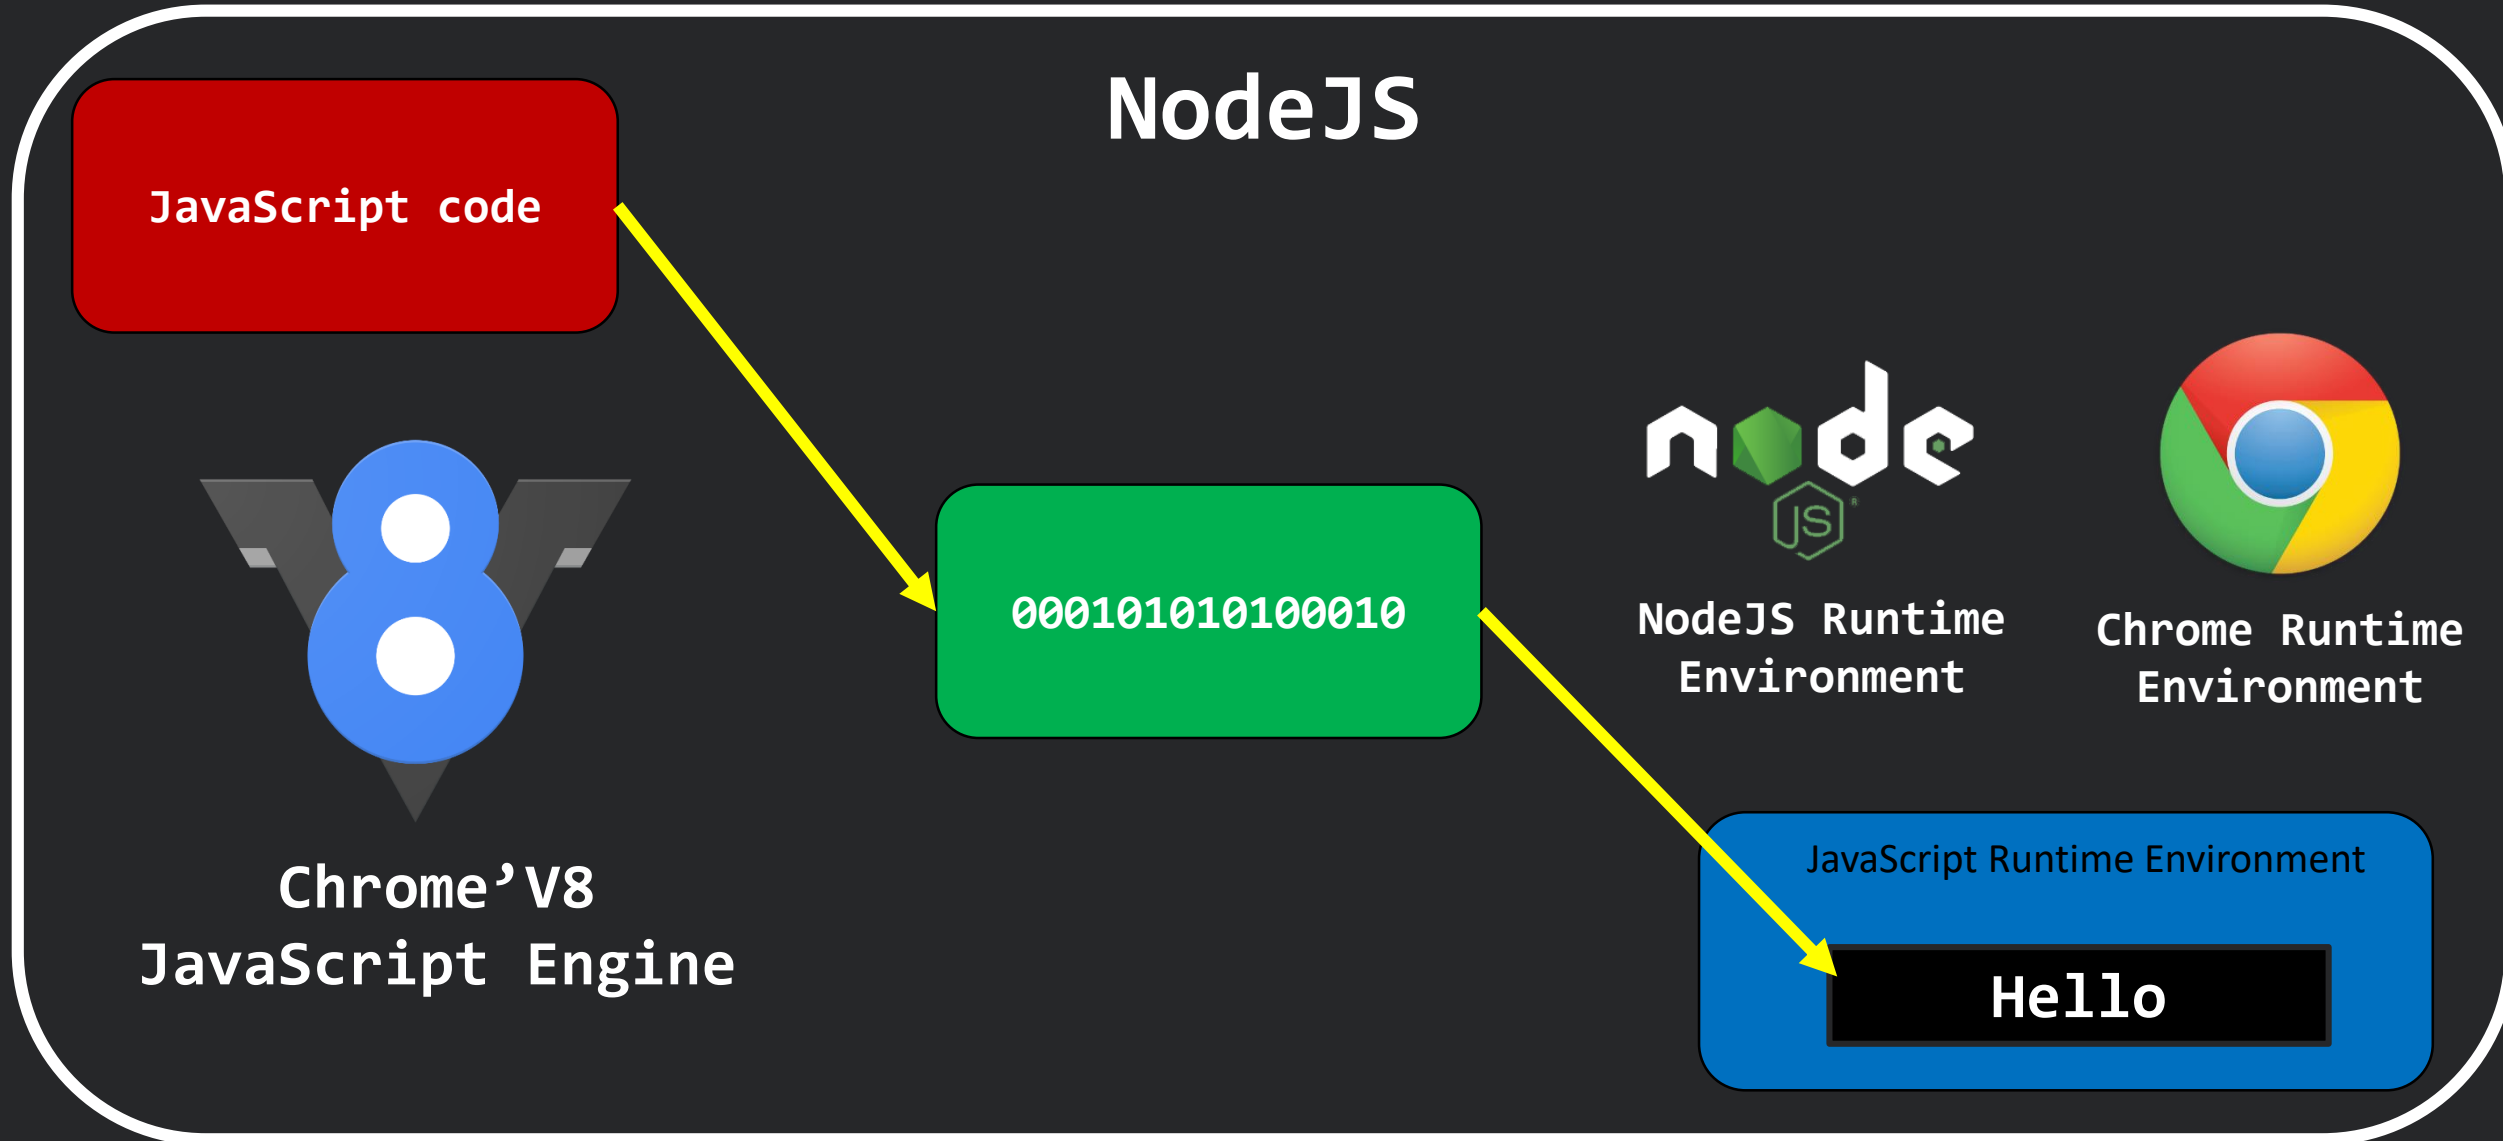 NodeJS
JavaScript code
8
node
JS
®
000101010100010
NodeJS Runtime
Environment
Chrome Runtime
Environment
Chrome’V8
JavaScript Engine
JavaScript Runtime Environment
Hello